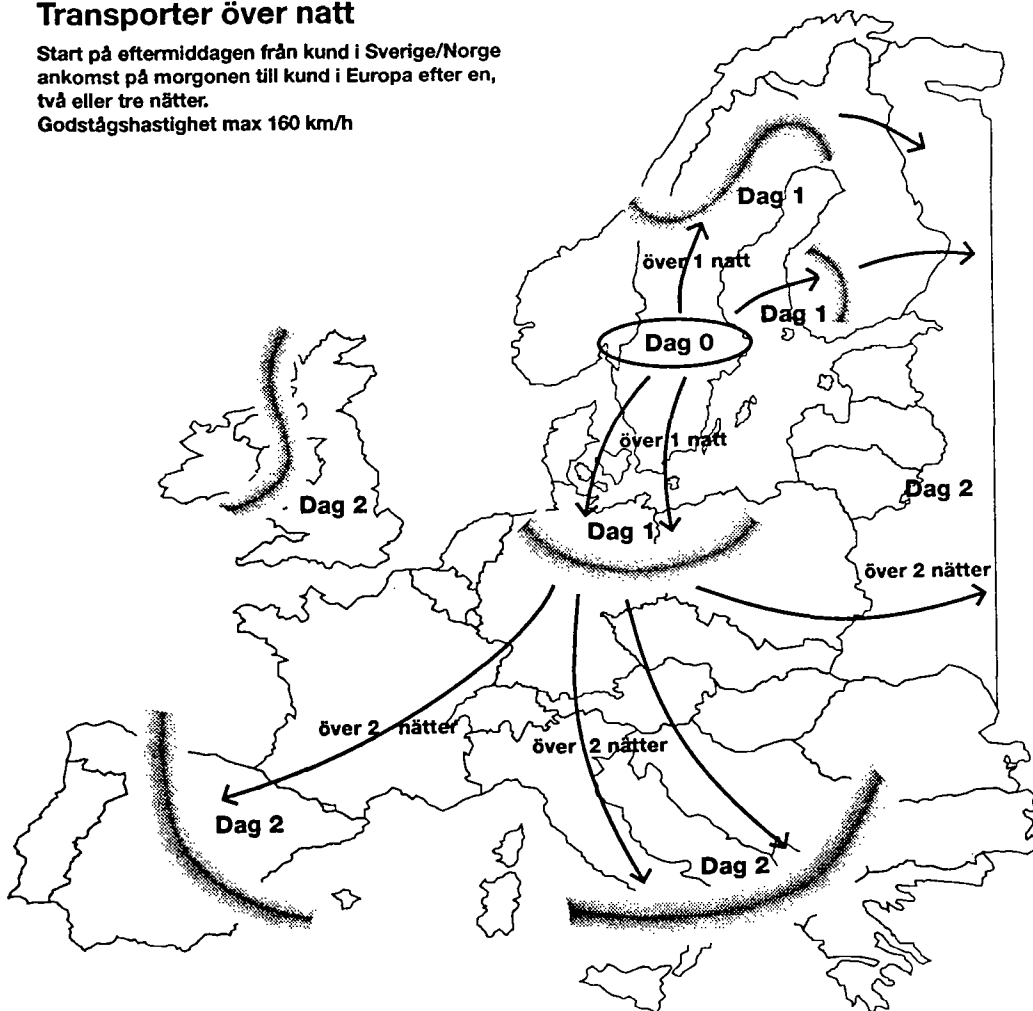 Transporter över natt
Start på eftermiddagen från kund i Sverige/Norge
ankomst på morgonen till kund i Europa efter en,
två eller tre nätter.
Godstågshastighet max 160 km/h
Dag 1
över 1 natt
Dag 1
Dag 0
över 1 natt
Dag 2
Dag 2
Dag 1
över 2 nätter
över 2 nätter
över 2 nätter
Dag 2
Dag 2